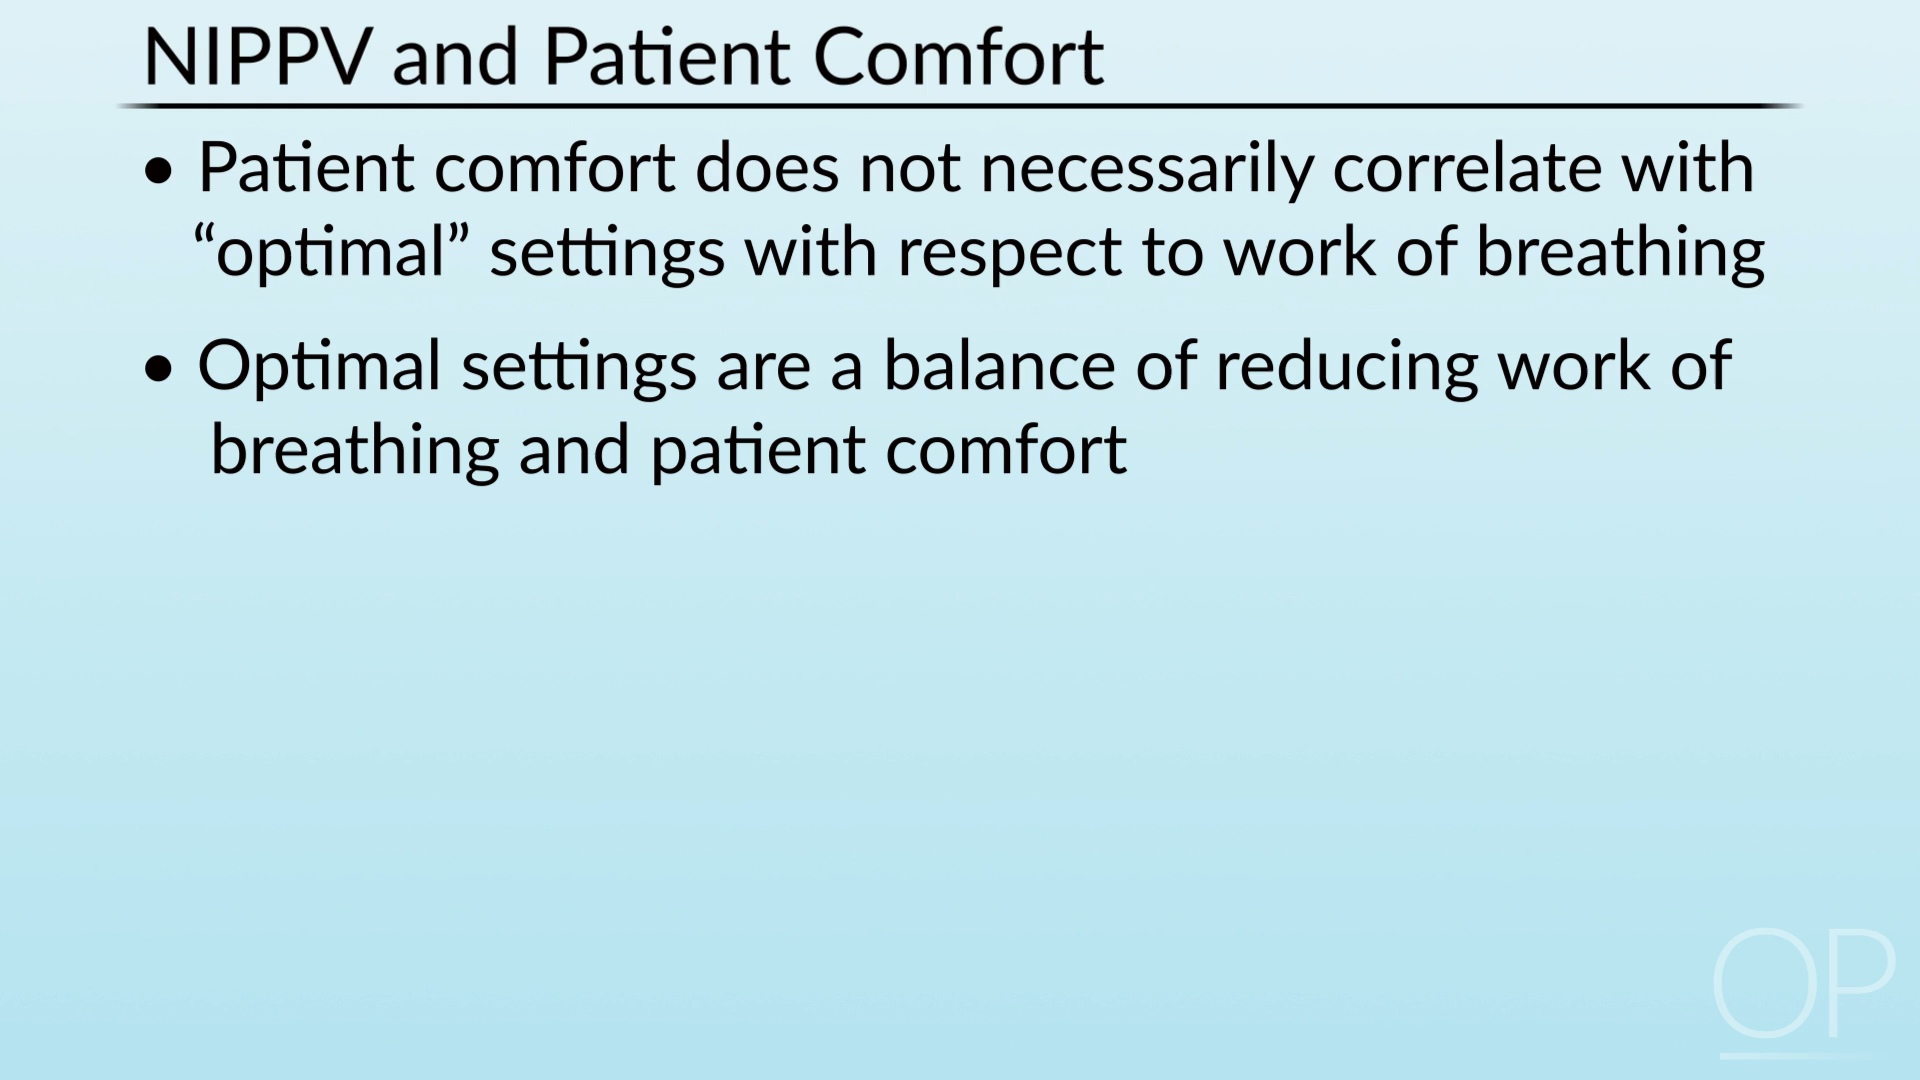 NIPPV and Patient Comfort
• Patient comfort does not necessarily correlate with
“optimal” settings with respect to work of breathing
• Optimal settings are a balance of reducing work of
breathing and patient comfort
OP